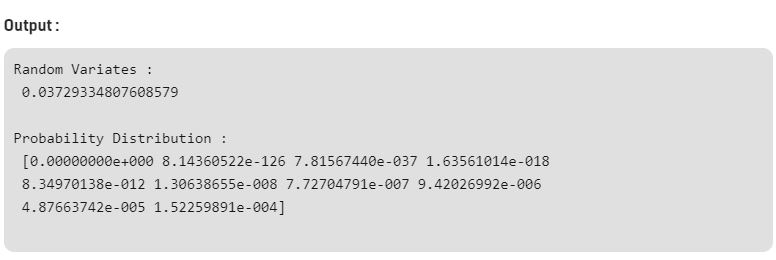 Output:
Random Variates :
0.03729334807608579
Probability Distribution :
[0.00000000e+000 8.14360522e-126 7.81567440e-037 1.63561014e-018
8.34970138e-012 1.30638655e-008 7.72704791e-007 9.42026992e-006
4.87663742e-005 1.52259891e-004]